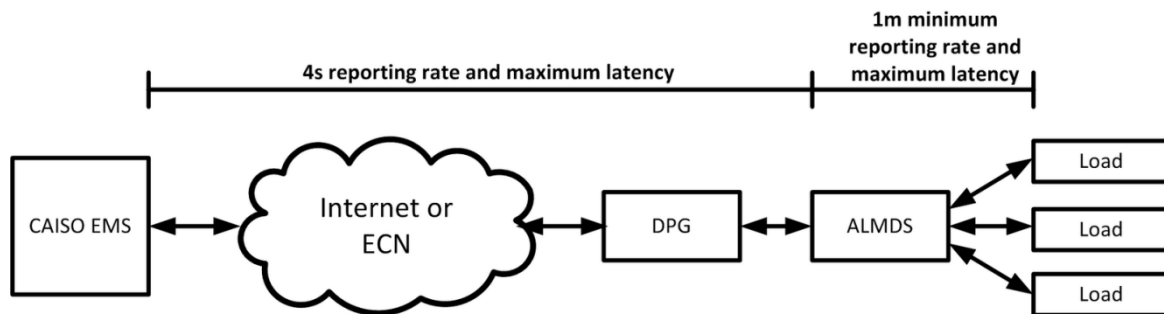 1m minimum
reporting rate and
maximum latency
4s reporting rate and maximum latency
CAISO EMS
Internet or
ECN
DPG
ALMDS
Load
Load
Load